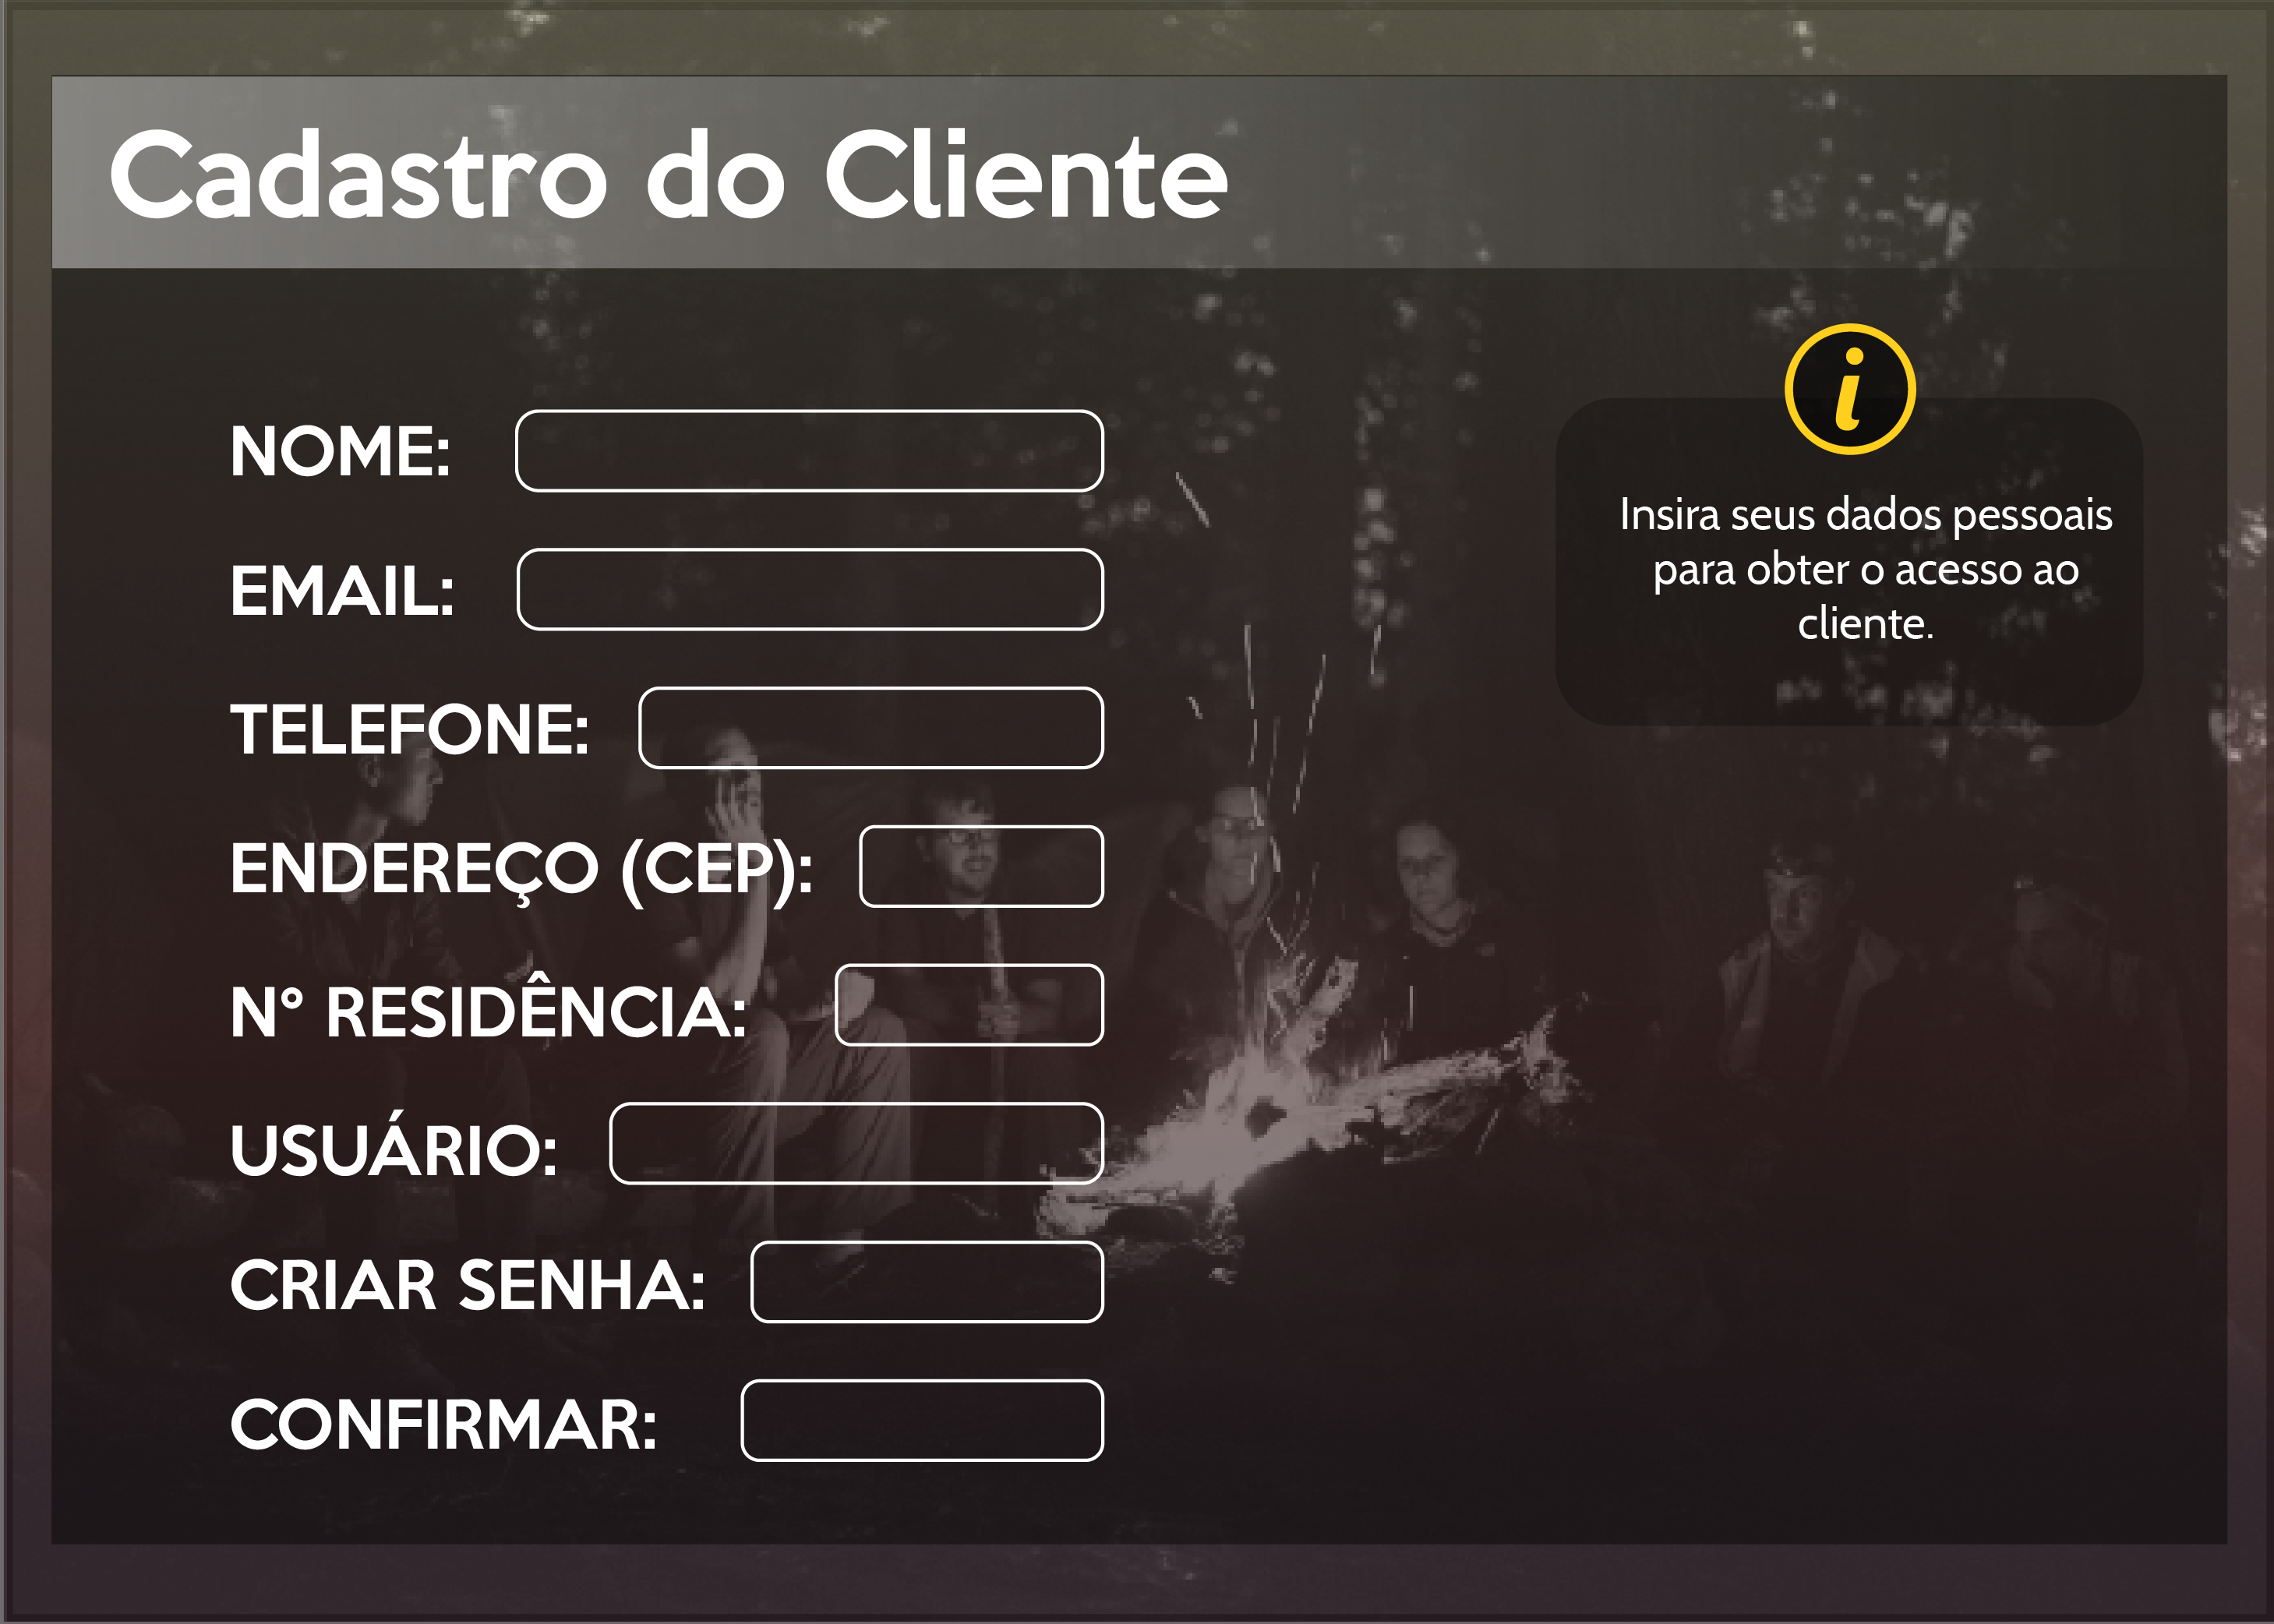 Cadastro do Cliente
NOME:
EMAIL:
TELEFONE:
ENDEREÇO (CEP):
Nº RESIDÊNCIA:
USUÁRIO:
CRIAR SENHA:
CONFIRMAR:
i
Insira seus dados pessoais
para obter o acesso ao
cliente.